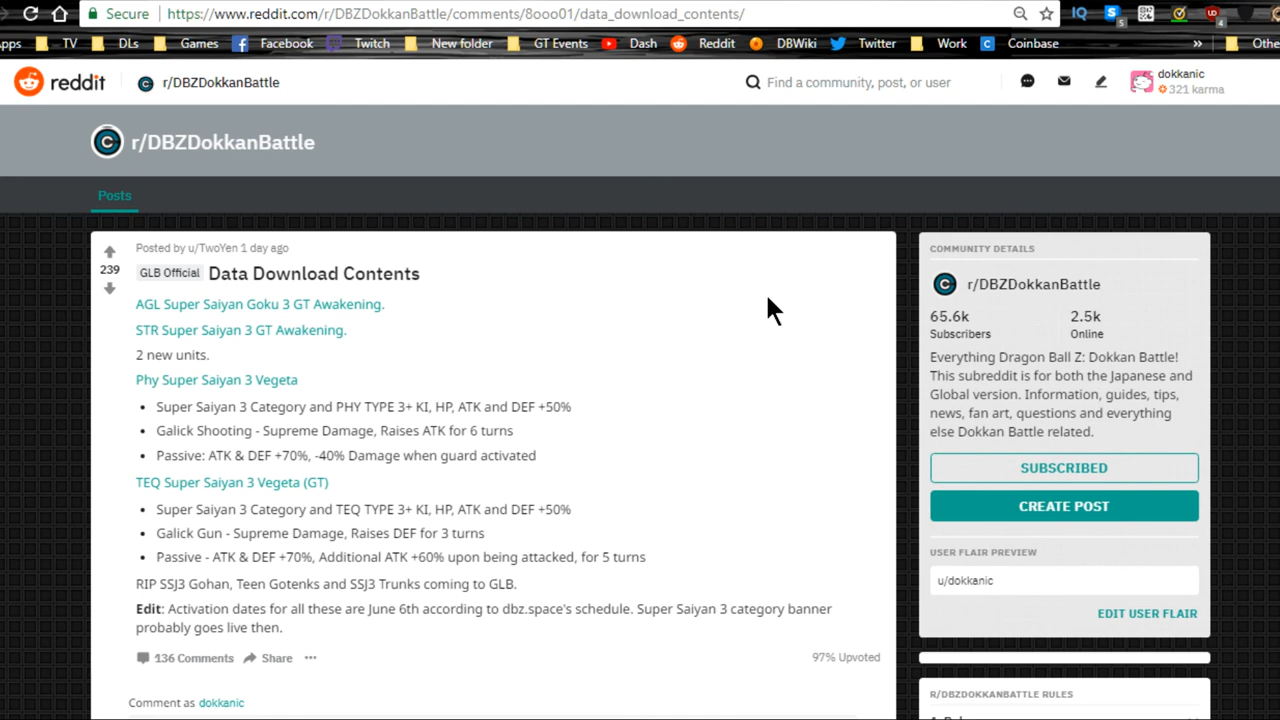 Secure https://www.reddit.com/r/DBZDokkanBattle/comments/8ooo01/data_download_contents/
TV DLs Games Facebook Twitch New folder GT Events Dash Reddit DBWiki Twitter Work Coinbase »
reddit r/DBZDokkanBattle Find a community, post, or user dokkanic
321 karma
r/DBZDokkanBattle
Posts
Posted by u/TwoYen 1 day ago
239
GLB Official Data Download Contents
AGL Super Saiyan Goku 3 GT Awakening.
STR Super Saiyan 3 GT Awakening.
2 new units.
Phy Super Saiyan 3 Vegeta
• Super Saiyan 3 Category and PHY TYPE 3+ KI, HP, ATK and DEF +50%
• Galick Shooting - Supreme Damage, Raises ATK for 6 turns
• Passive: ATK & DEF +70%, -40% Damage when guard activated
TEQ Super Saiyan 3 Vegeta (GT)
• Super Saiyan 3 Category and TEQ TYPE 3+ KI, HP, ATK and DEF +50%
• Galick Gun - Supreme Damage, Raises DEF for 3 turns
• Passive - ATK & DEF +70%, Additional ATK +60% upon being attacked, for 5 turns
RIP SSJ3 Gohan, Teen Gotenks and SSJ3 Trunks coming to GLB.
Edit: Activation dates for all these are June 6th according to dbz.space's schedule. Super Saiyan 3 category banner
probably goes live then.
136 Comments Share ••• 97% Upvoted
Comment as dokkanic
COMMUNITY DETAILS
r/DBZDokkanBattle
65.6k 2.5k
Subscribers Online
Everything Dragon Ball Z: Dokkan Battle!
This subreddit is for both the Japanese and
Global version. Information, guides, tips,
news, fan art, questions and everything
else Dokkan Battle related.
SUBSCRIBED
CREATE POST
USER FLAIR PREVIEW
u/dokkanic
EDIT USER FLAIR
R/DBZDOKKANBATTLE RULES